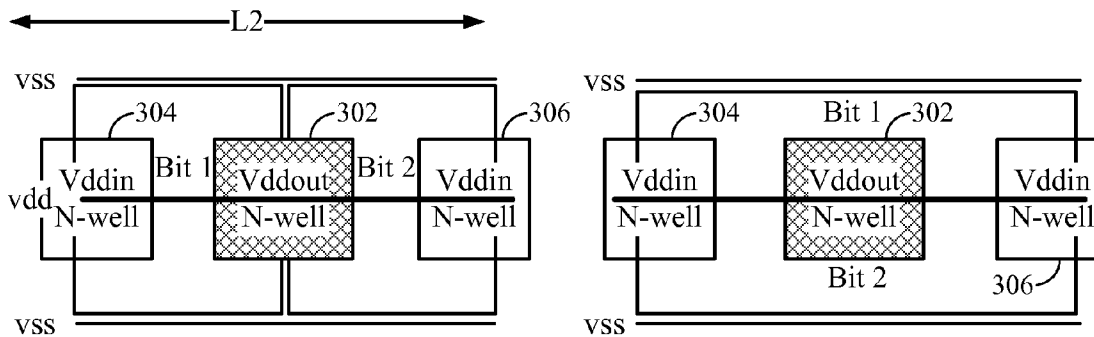 L2
vss
304
302
306
Bit 1
Bit 2
Vddin
Vddout
Vddin
vdd
N-well
N-well
N-well
vss
vss
304
Bit 1
302
Vddin
Vddout
Vddin
N-well
N-well
N-well
Bit 2
306
vss